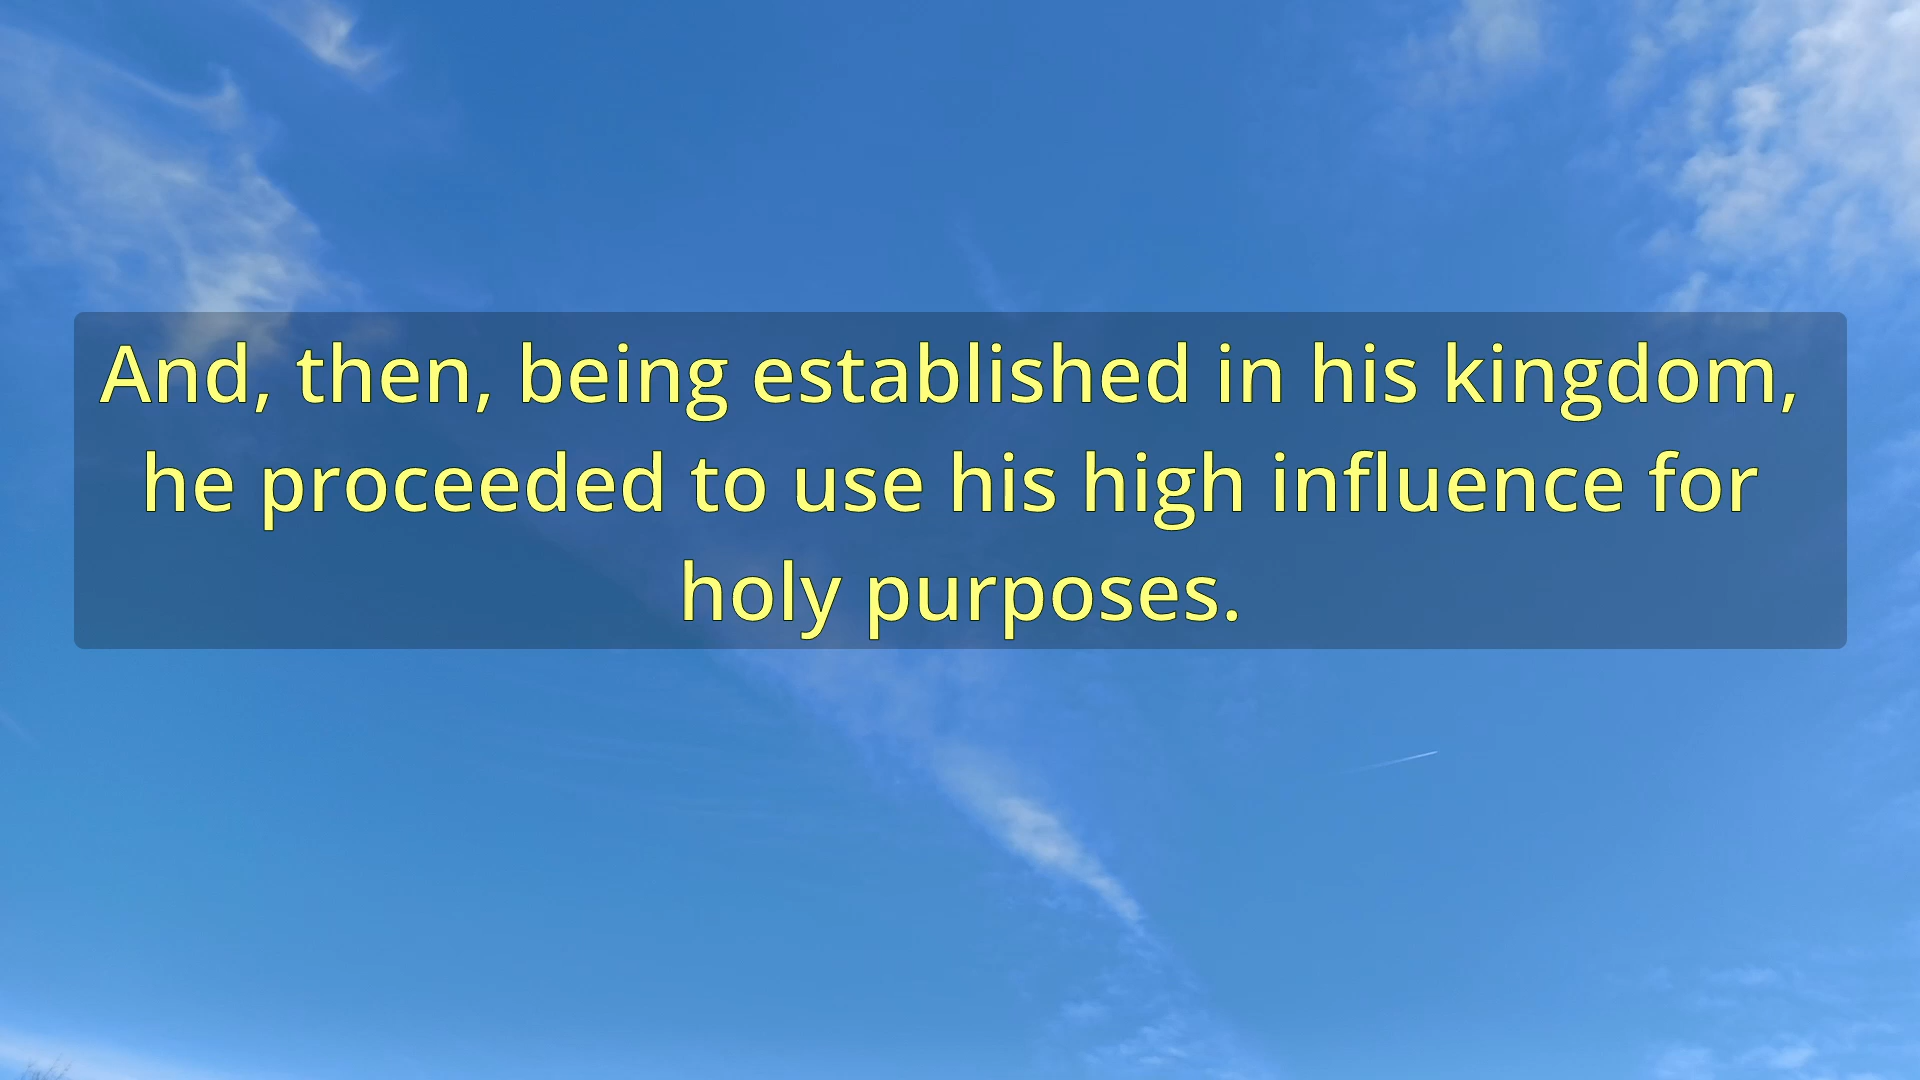 And, then, being established in his kingdom,
he proceeded to use his high influence for
holy purposes.